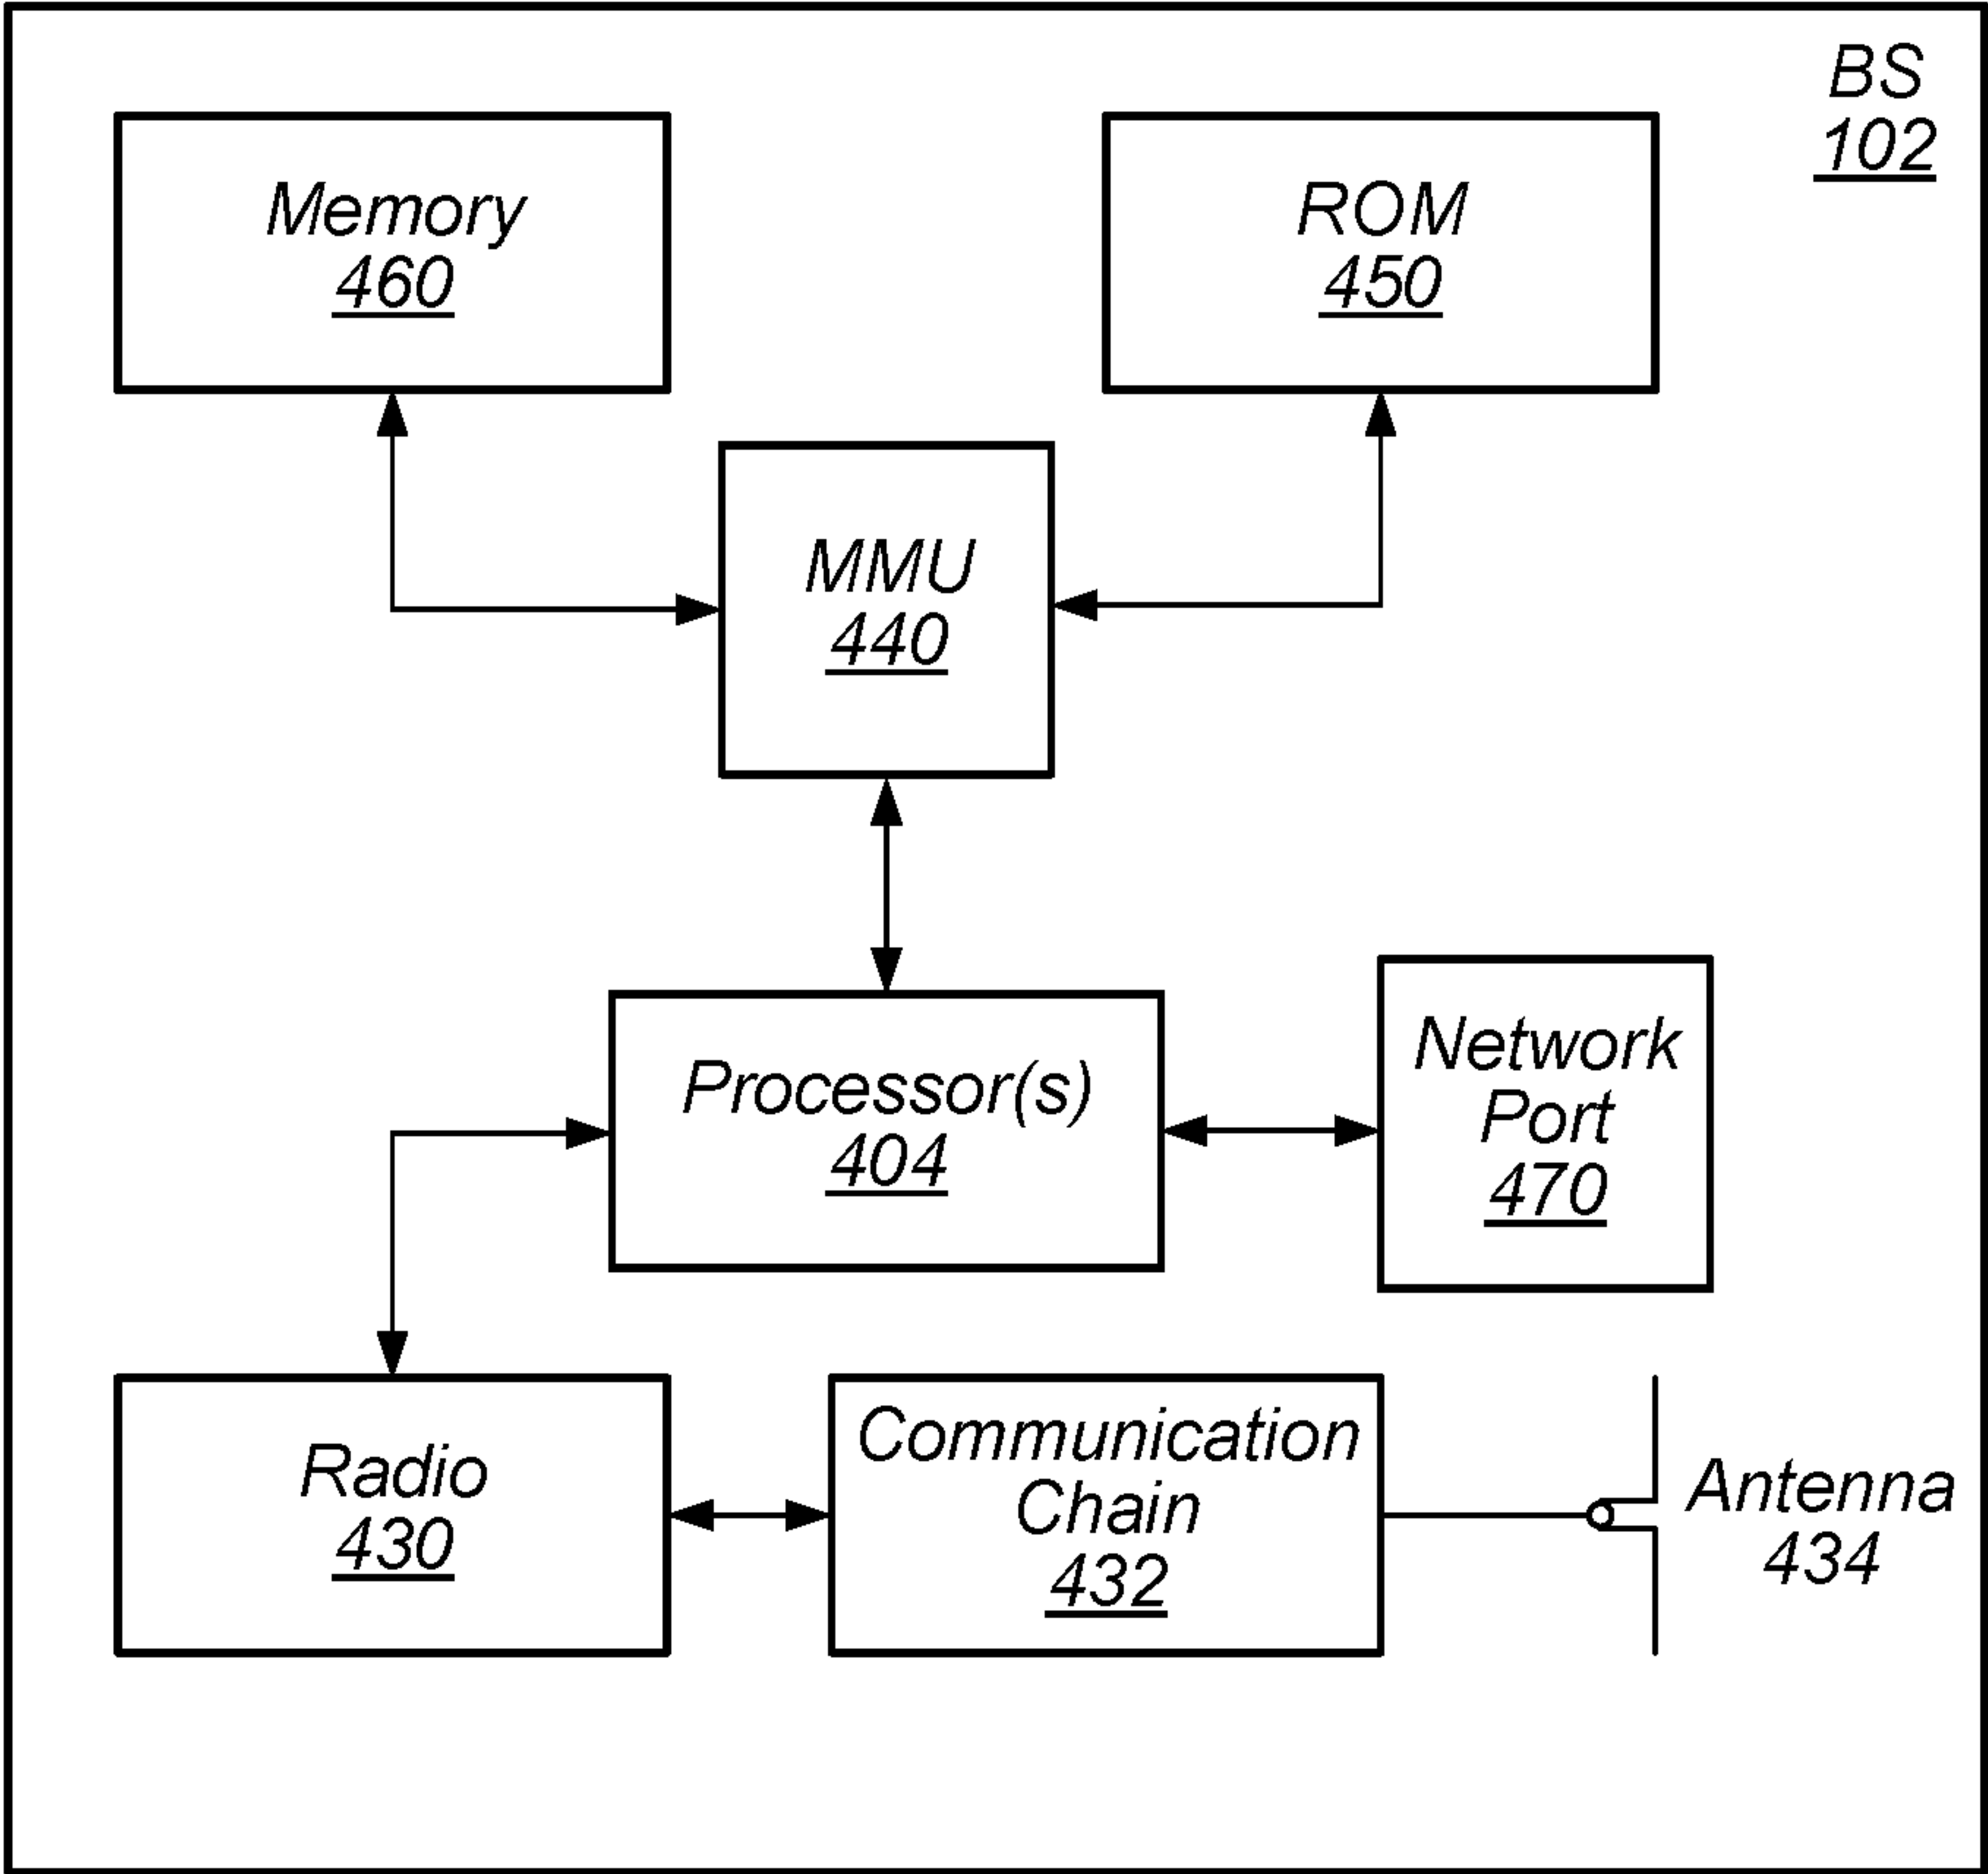 BS
102
Memory
460
ROM
450
MMU
440
Processor(s)
404
Network
Port
470
Radio
430
Communication
Chain
432
Antenna
434